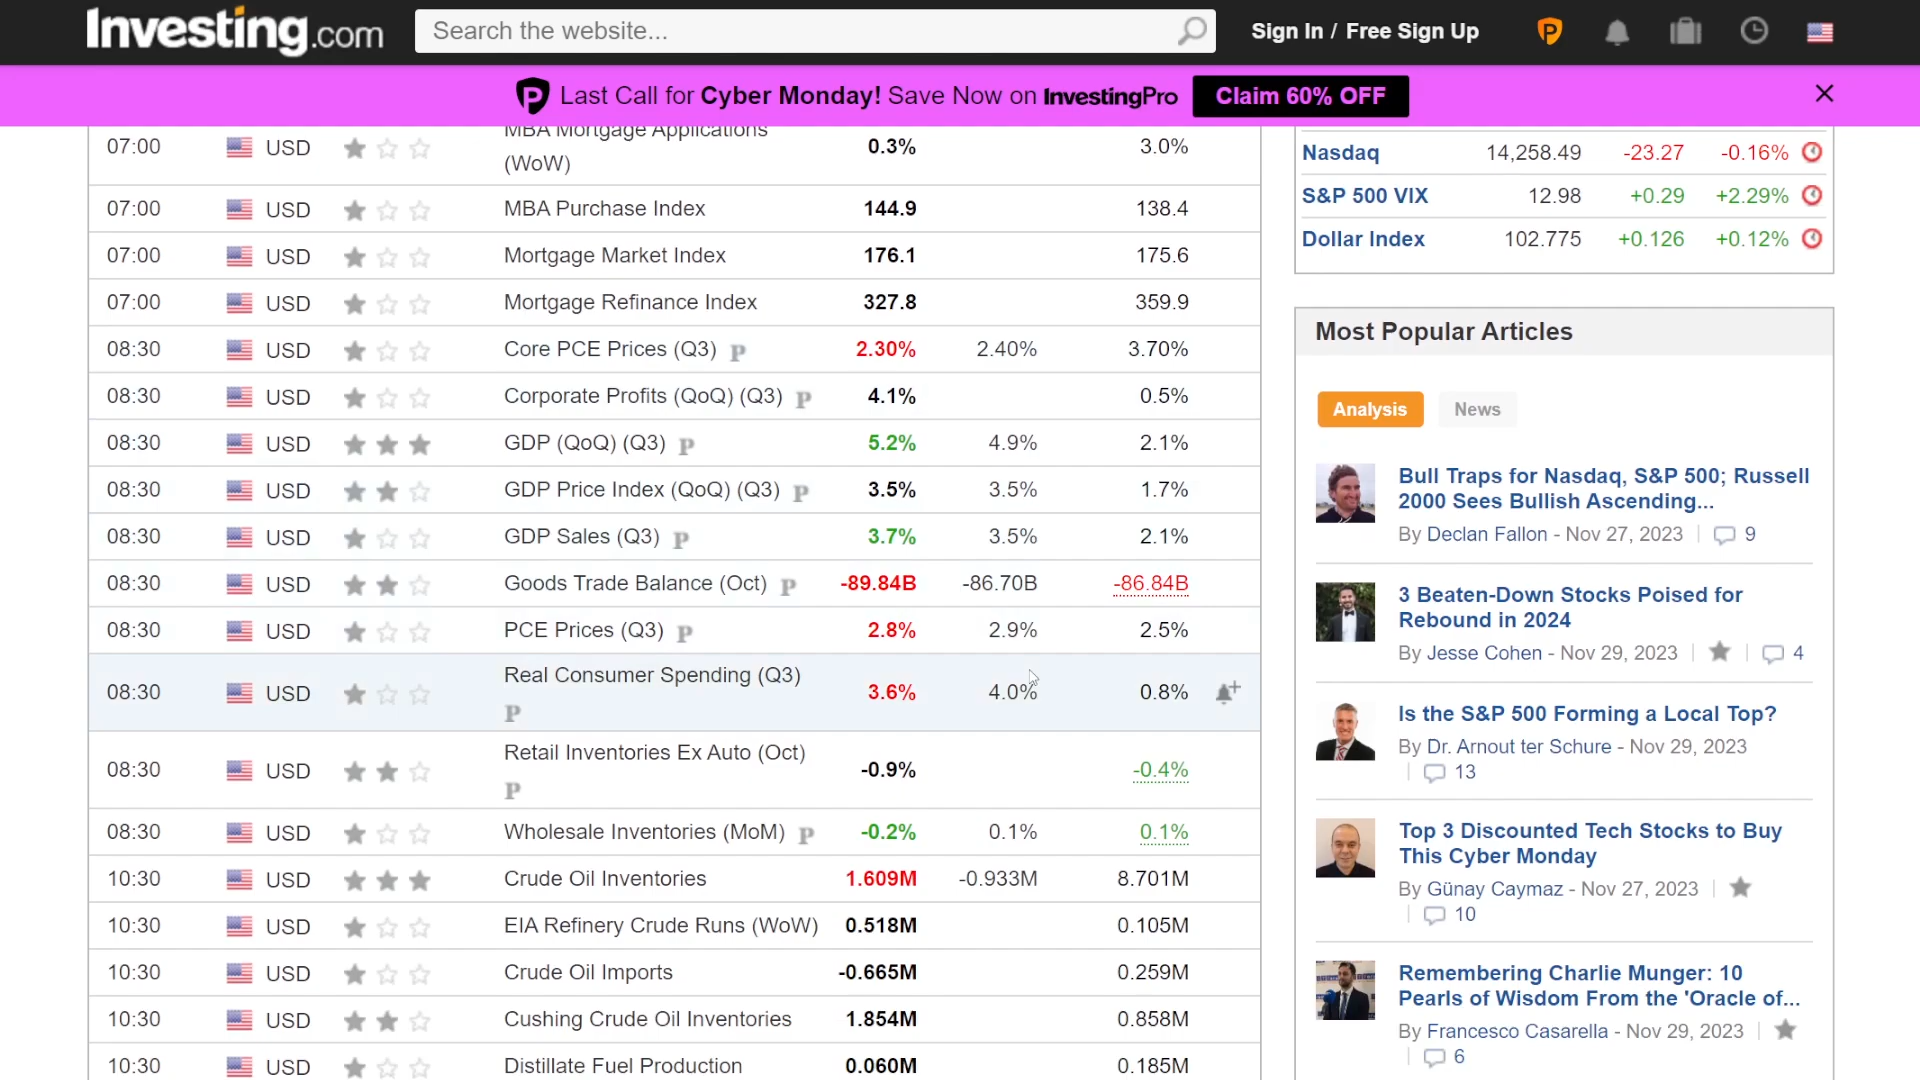 Investing.com
Search the website...
Sign In / Free Sign Up
P
P Last Call for Cyber Monday! Save Now on InvestingPro Claim 60% OFF
07:00 USD MBA Mortgage Applications 0.3% 3.0%
(WoW)
07:00 USD MBA Purchase Index 144.9 138.4
07:00 USD Mortgage Market Index 176.1 175.6
07:00 USD Mortgage Refinance Index 327.8 359.9
08:30 USD Core PCE Prices (Q3) P 2.30% 2.40% 3.70%
08:30 USD Corporate Profits (QoQ) (Q3) P 4.1% 0.5%
08:30 USD GDP (QoQ) (Q3) P 5.2% 4.9% 2.1%
08:30 USD GDP Price Index (QoQ) (Q3) P 3.5% 3.5% 1.7%
08:30 USD GDP Sales (Q3) P 3.7% 3.5% 2.1%
08:30 USD Goods Trade Balance (Oct) P -89.84B -86.70B -86.84B
08:30 USD PCE Prices (Q3) P 2.8% 2.9% 2.5%
08:30 USD Real Consumer Spending (Q3) 3.6% 4.0% 0.8%
P
08:30 USD Retail Inventories Ex Auto (Oct) -0.9% -0.4%
P
08:30 USD Wholesale Inventories (MoM) P -0.2% 0.1% 0.1%
10:30 USD Crude Oil Inventories 1.609M -0.933M 8.701M
10:30 USD EIA Refinery Crude Runs (WoW) 0.518M 0.105M
10:30 USD Crude Oil Imports -0.665M 0.259M
10:30 USD Cushing Crude Oil Inventories 1.854M 0.858M
10:30 USD Distillate Fuel Production 0.060M 0.185M
Nasdaq 14,258.49 -23.27 -0.16%
S&P 500 VIX 12.98 +0.29 +2.29%
Dollar Index 102.775 +0.126 +0.12%
Most Popular Articles
Analysis News
Bull Traps for Nasdaq, S&P 500; Russell
2000 Sees Bullish Ascending...
By Declan Fallon - Nov 27, 2023 | 9
3 Beaten-Down Stocks Poised for
Rebound in 2024
By Jesse Cohen - Nov 29, 2023 | | 4
Is the S&P 500 Forming a Local Top?
By Dr. Arnout ter Schure - Nov 29, 2023
| 13
Top 3 Discounted Tech Stocks to Buy
This Cyber Monday
By Günay Caymaz - Nov 27, 2023 |
| 10
Remembering Charlie Munger: 10
Pearls of Wisdom From the 'Oracle of...
By Francesco Casarella - Nov 29, 2023 |
| 6